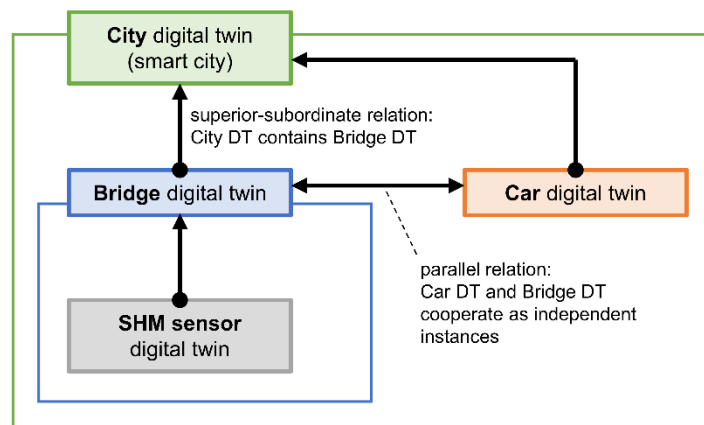 City digital twin
(smart city)
superior-subordinate relation:
City DT contains Bridge DT
Bridge digital twin
Car digital twin
parallel relation:
Car DT and Bridge DT
cooperate as independent
instances
SHM sensor
digital twin